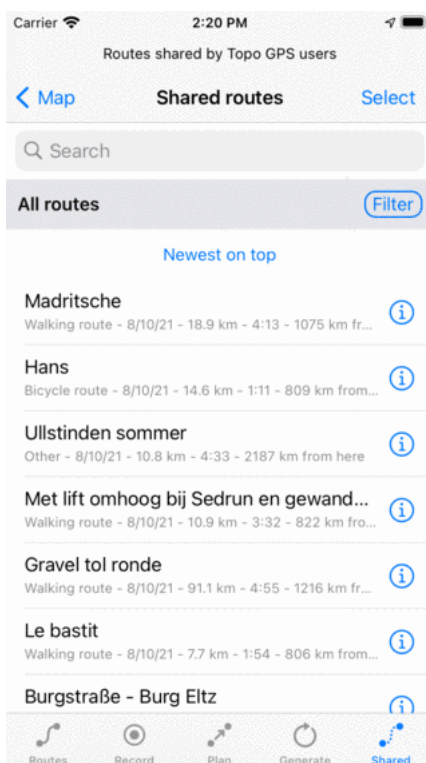 Carrier 2:20 PM
Routes shared by Topo GPS users
Map Shared routes Select
Search
All routes Filter
Newest on top
Madritsche
Walking route - 8/10/21 - 18.9 km - 4:13 - 1075 km fr...
Hans
Bicycle route - 8/10/21 - 14.6 km - 1:11 - 809 km from...
Ullstinden sommer
Other - 8/10/21 - 10.8 km - 4:33 - 2187 km from here
Met lift omhoog bij Sedrun en gewand...
Walking route - 8/10/21 - 10.9 km - 3:32 - 822 km fro...
Gravel tol ronde
Walking route - 8/10/21 - 91.1 km - 4:55 - 1216 km fr...
Le bastit
Walking route - 8/10/21 - 7.7 km - 1:54 - 806 km from...
Burgstraße - Burg Eltz
Routes Record Plan Generate Shared